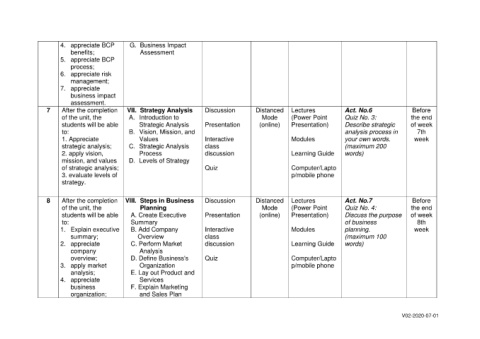 4. appreciate BCP
benefits;
5. appreciate BCP
process;
6. appreciate risk
management;
7. appreciate
business impact
assessment.
G. Business Impact
Assessment
7
After the completion
of the unit, the
students will be able
to:
1. Appreciate
strategic analysis;
2. apply vision,
mission, and values
of strategic analysis;
3. evaluate levels of
strategy.
VII. Strategy Analysis
A. Introduction to
Strategic Analysis
B. Vision, Mission, and
Values
C. Strategic Analysis
Process
D. Levels of Strategy
Discussion
Presentation
Interactive
class
discussion
Quiz
Distanced
Mode
(online)
Lectures
(Power Point
Presentation)
Modules
Learning Guide
Computer/Lapto
p/mobile phone
Act. No.6
Quiz No. 3:
Describe strategic
analysis process in
your own words.
(maximum 200
words)
Before
the end
of week
7th
week
8
After the completion
of the unit, the
students will be able
to:
1. Explain executive
summary;
2. appreciate
company
overview;
3. apply market
analysis;
4. appreciate
business
organization;
VIII. Steps in Business
Planning
A. Create Executive
Summary
B. Add Company
Overview
C. Perform Market
Analysis
D. Define Business's
Organization
E. Lay out Product and
Services
F. Explain Marketing
and Sales Plan
Discussion
Presentation
Interactive
class
discussion
Quiz
Distanced
Mode
(online)
Lectures
(Power Point
Presentation)
Modules
Learning Guide
Computer/Lapto
p/mobile phone
Act. No.7
Quiz No. 4:
Discuss the purpose
of business
planning.
(maximum 100
words)
Before
the end
of week
8th
week
V02-2020-07-01